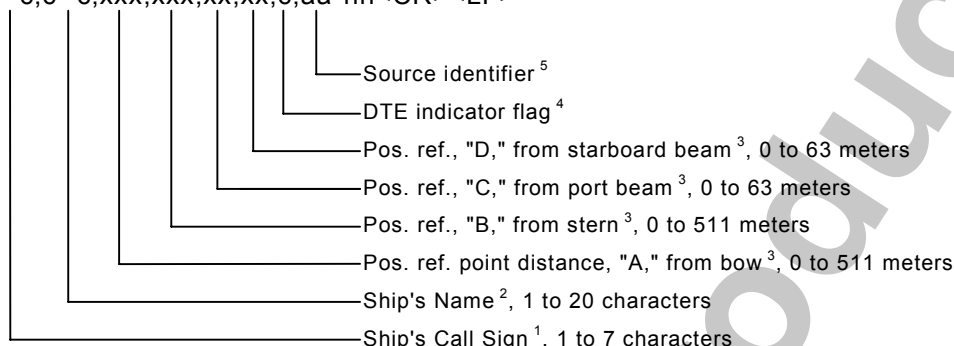 Source identifier 5
DTE indicator flag 4
Pos. ref., "D," from starboard beam 3, 0 to 63 meters
Pos. ref., "C," from port beam 3, 0 to 63 meters
Pos. ref., "B," from stern 3, 0 to 511 meters
Pos. ref. point distance, "A," from bow 3, 0 to 511 meters
Ship's Name 2, 1 to 20 characters
Ship's Call Sign 1, 1 to 7 characters